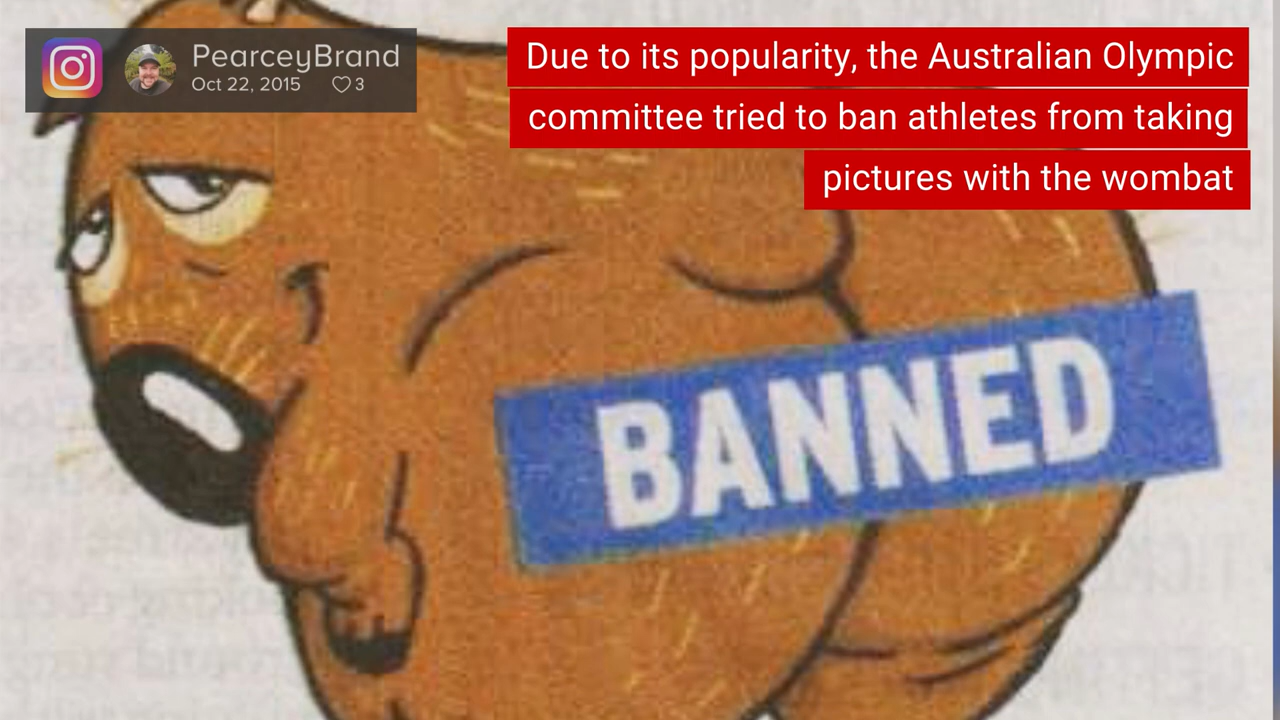 PearceyBrand
Oct 22, 2015 3
Due to its popularity, the Australian Olympic
committee tried to ban athletes from taking
pictures with the wombat
BANNED